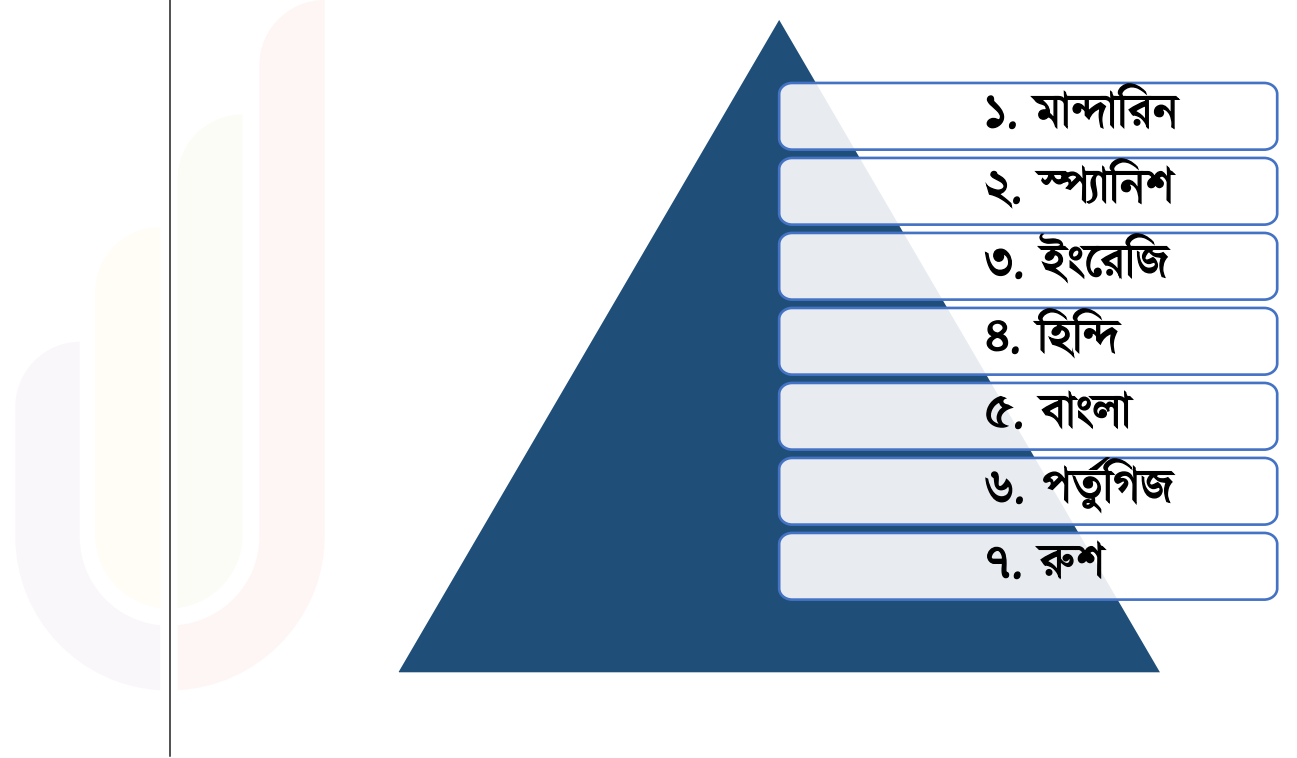 ১. মান্দারিন
২. স্প্যানিশ
৩. ইংরেজি
৪. হিন্দি
৫. বাংলা
৬. পর্তুগিজ
৭. রুশ